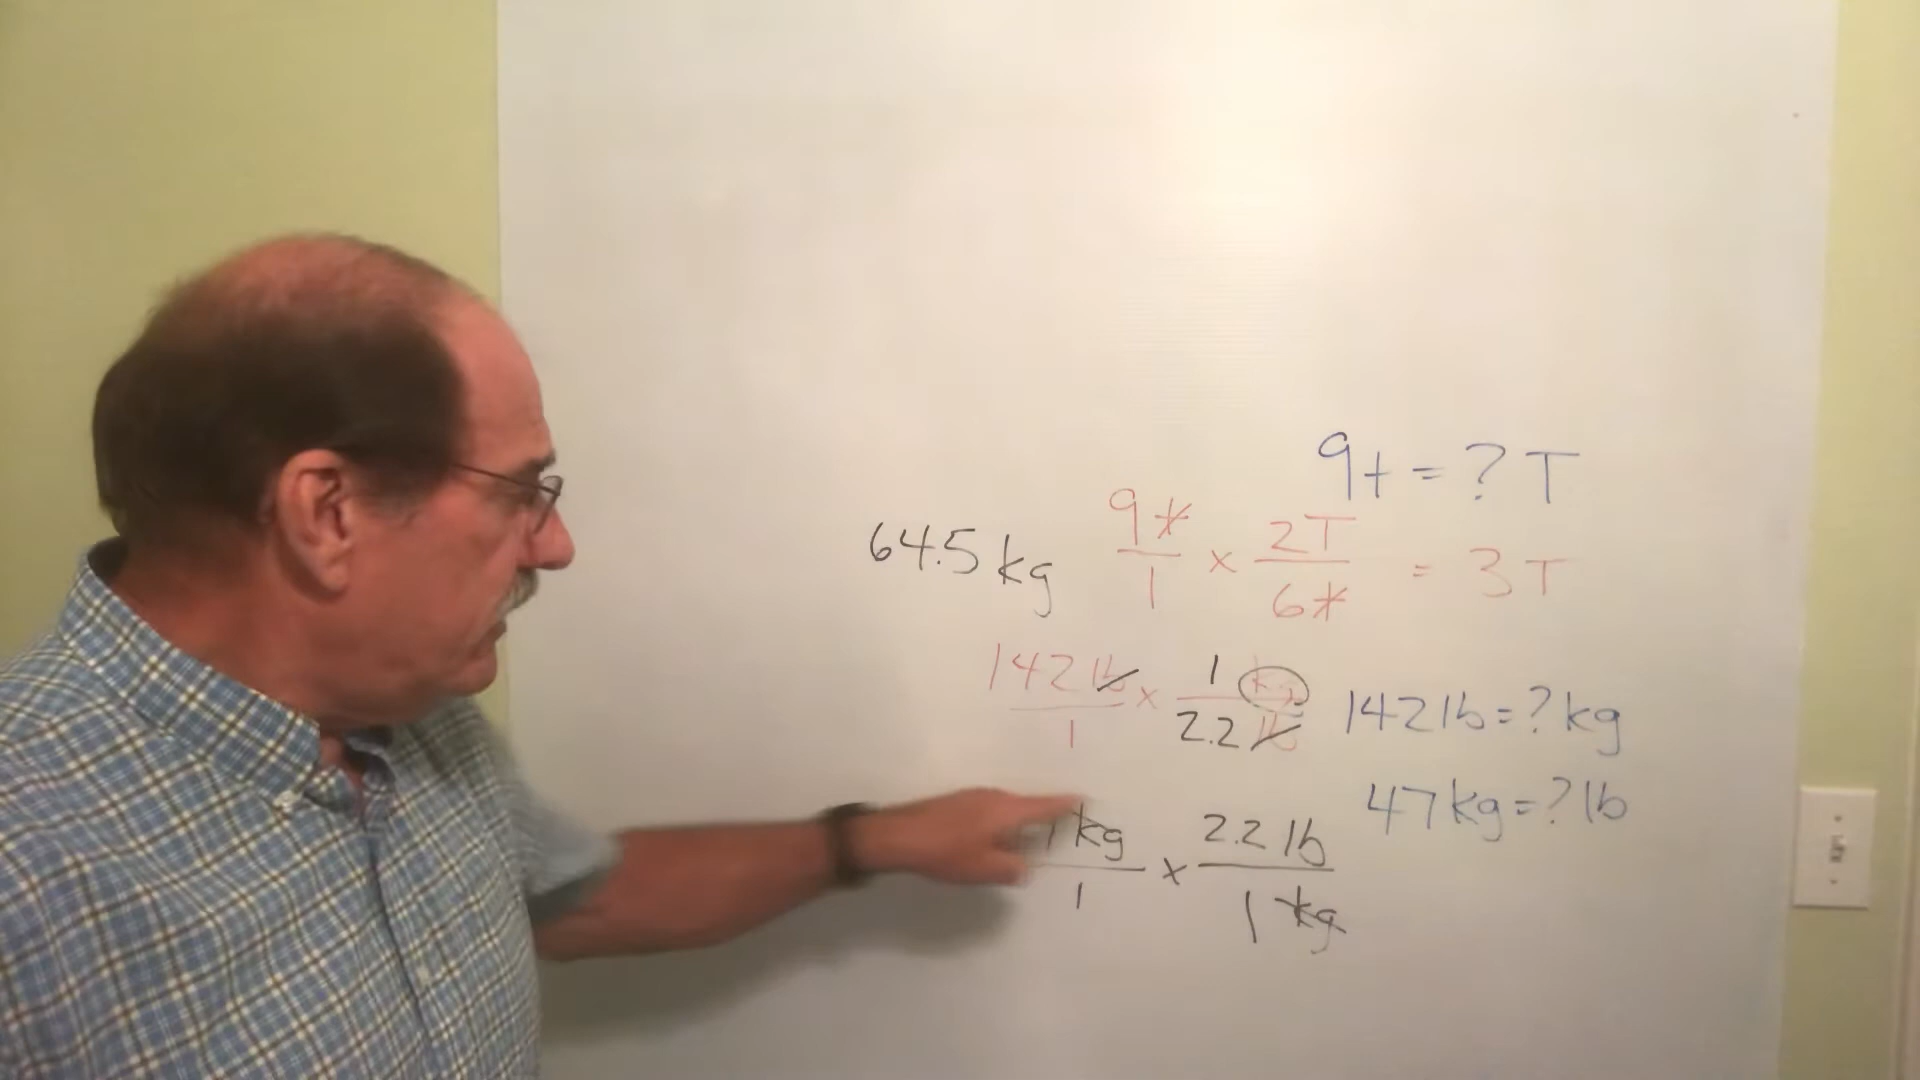 9t = ? T
9t/1 × 2T/6t = 3T
64.5 kg
142 lb/1 × 1 kg/2.2 lb
142 lb = ? kg
47 kg = ? lb
7 kg/1 × 2.2 lb/1 kg